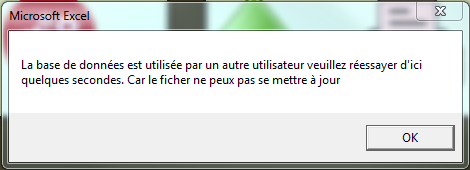 Microsoft Excel
La base de données est utilisée par un autre utilisateur veuillez réessayer d'ici
quelques secondes. Car le ficher ne peux pas se mettre à jour
OK